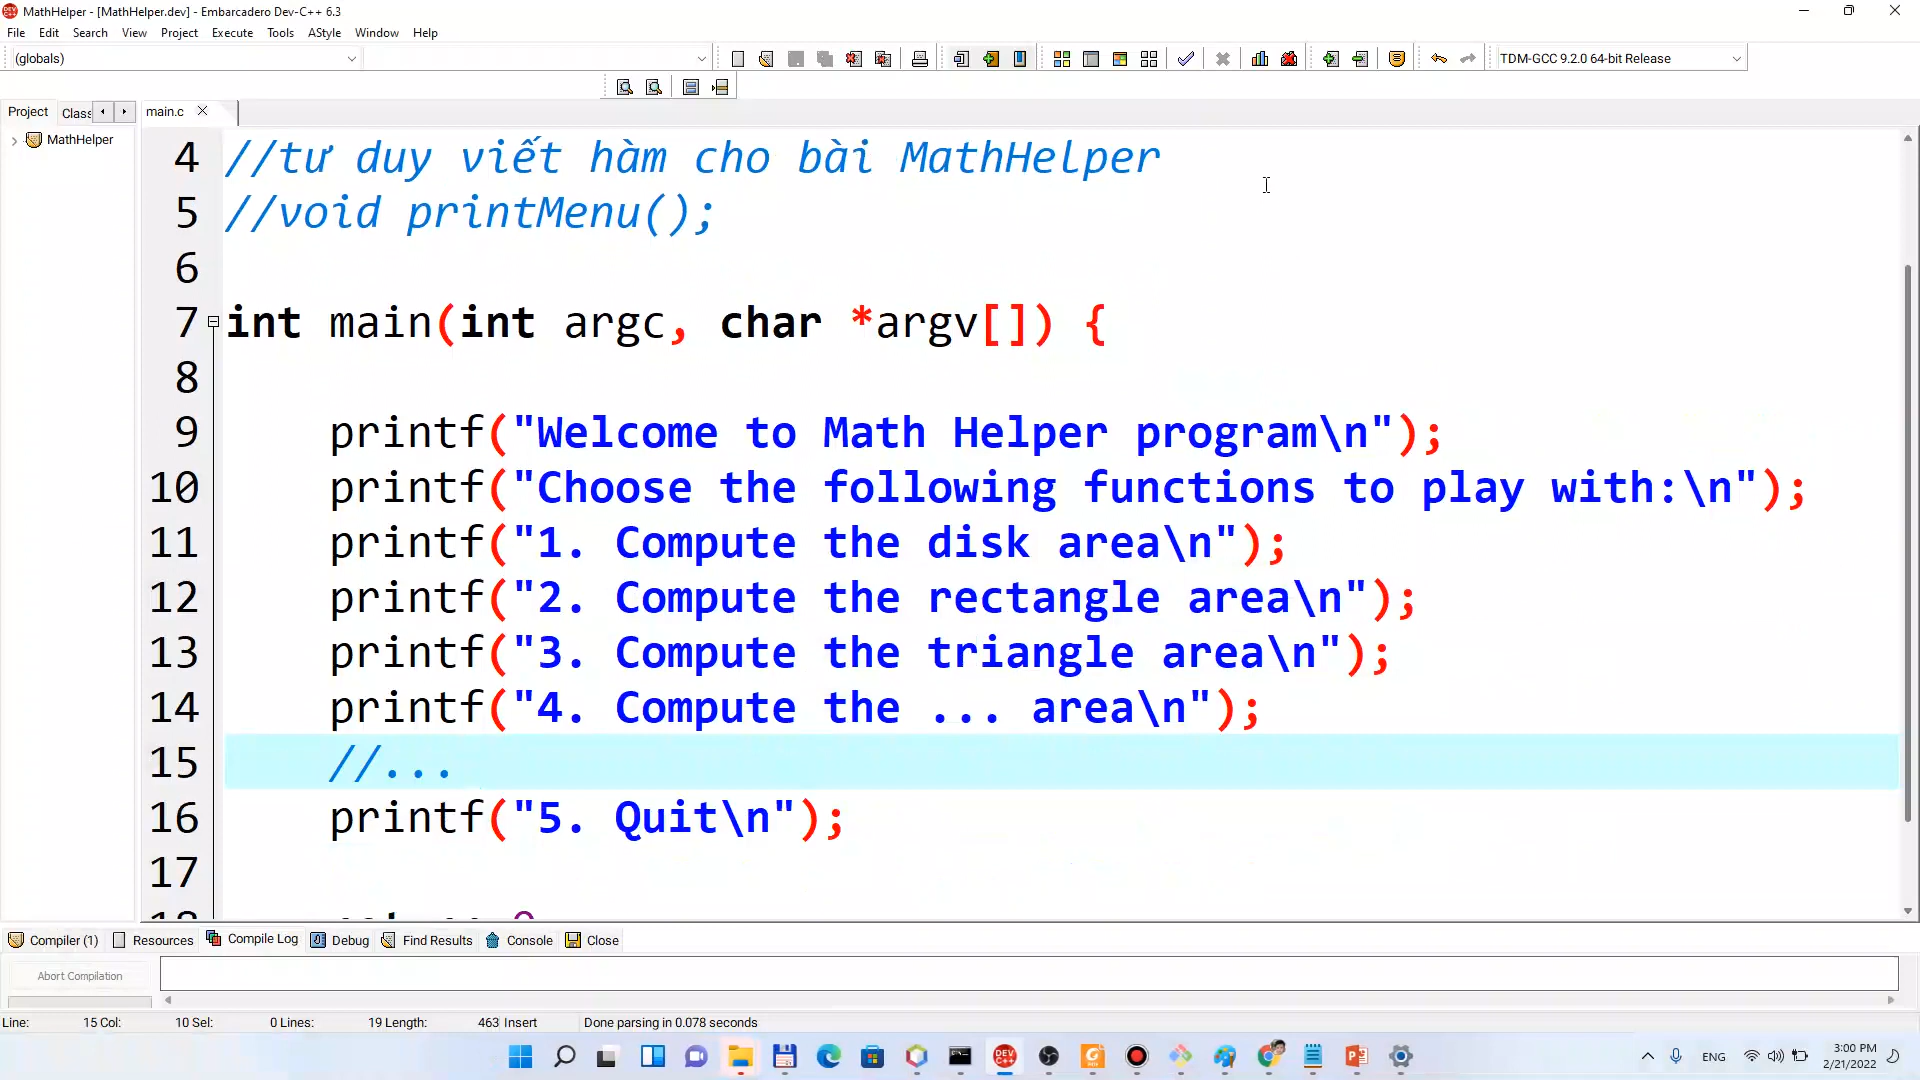 MathHelper - [MathHelper.dev] - Embarcadero Dev-C++ 6.3
File Edit Search View Project Execute Tools AStyle Window Help
(globals)
TDM-GCC 9.2.0 64-bit Release
Project Class main.c
MathHelper
4 //tư duy viết hàm cho bài MathHelper
5 //void printMenu();
6
7 int main(int argc, char *argv[]) {
8
9 printf("Welcome to Math Helper program\n");
10 printf("Choose the following functions to play with:\n");
11 printf("1. Compute the disk area\n");
12 printf("2. Compute the rectangle area\n");
13 printf("3. Compute the triangle area\n");
14 printf("4. Compute the ... area\n");
15 //...
16 printf("5. Quit\n");
17
Compiler (1) Resources Compile Log Debug Find Results Console Close
Abort Compilation
Line: 15 Col: 10 Sel: 0 Lines: 19 Length: 463 Insert Done parsing in 0.078 seconds
ENG
3:00 PM
2/21/2022